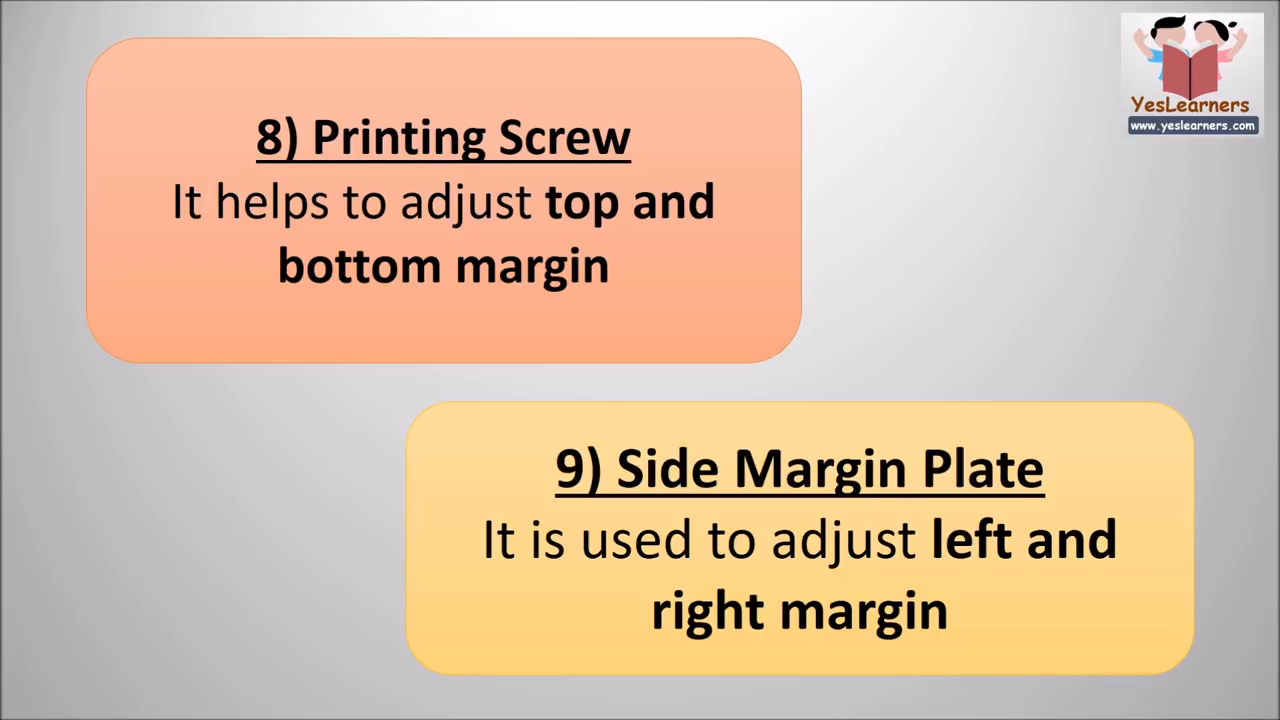 YesLearners
www.yeslearners.com
8) Printing Screw
It helps to adjust top and
bottom margin
9) Side Margin Plate
It is used to adjust left and
right margin